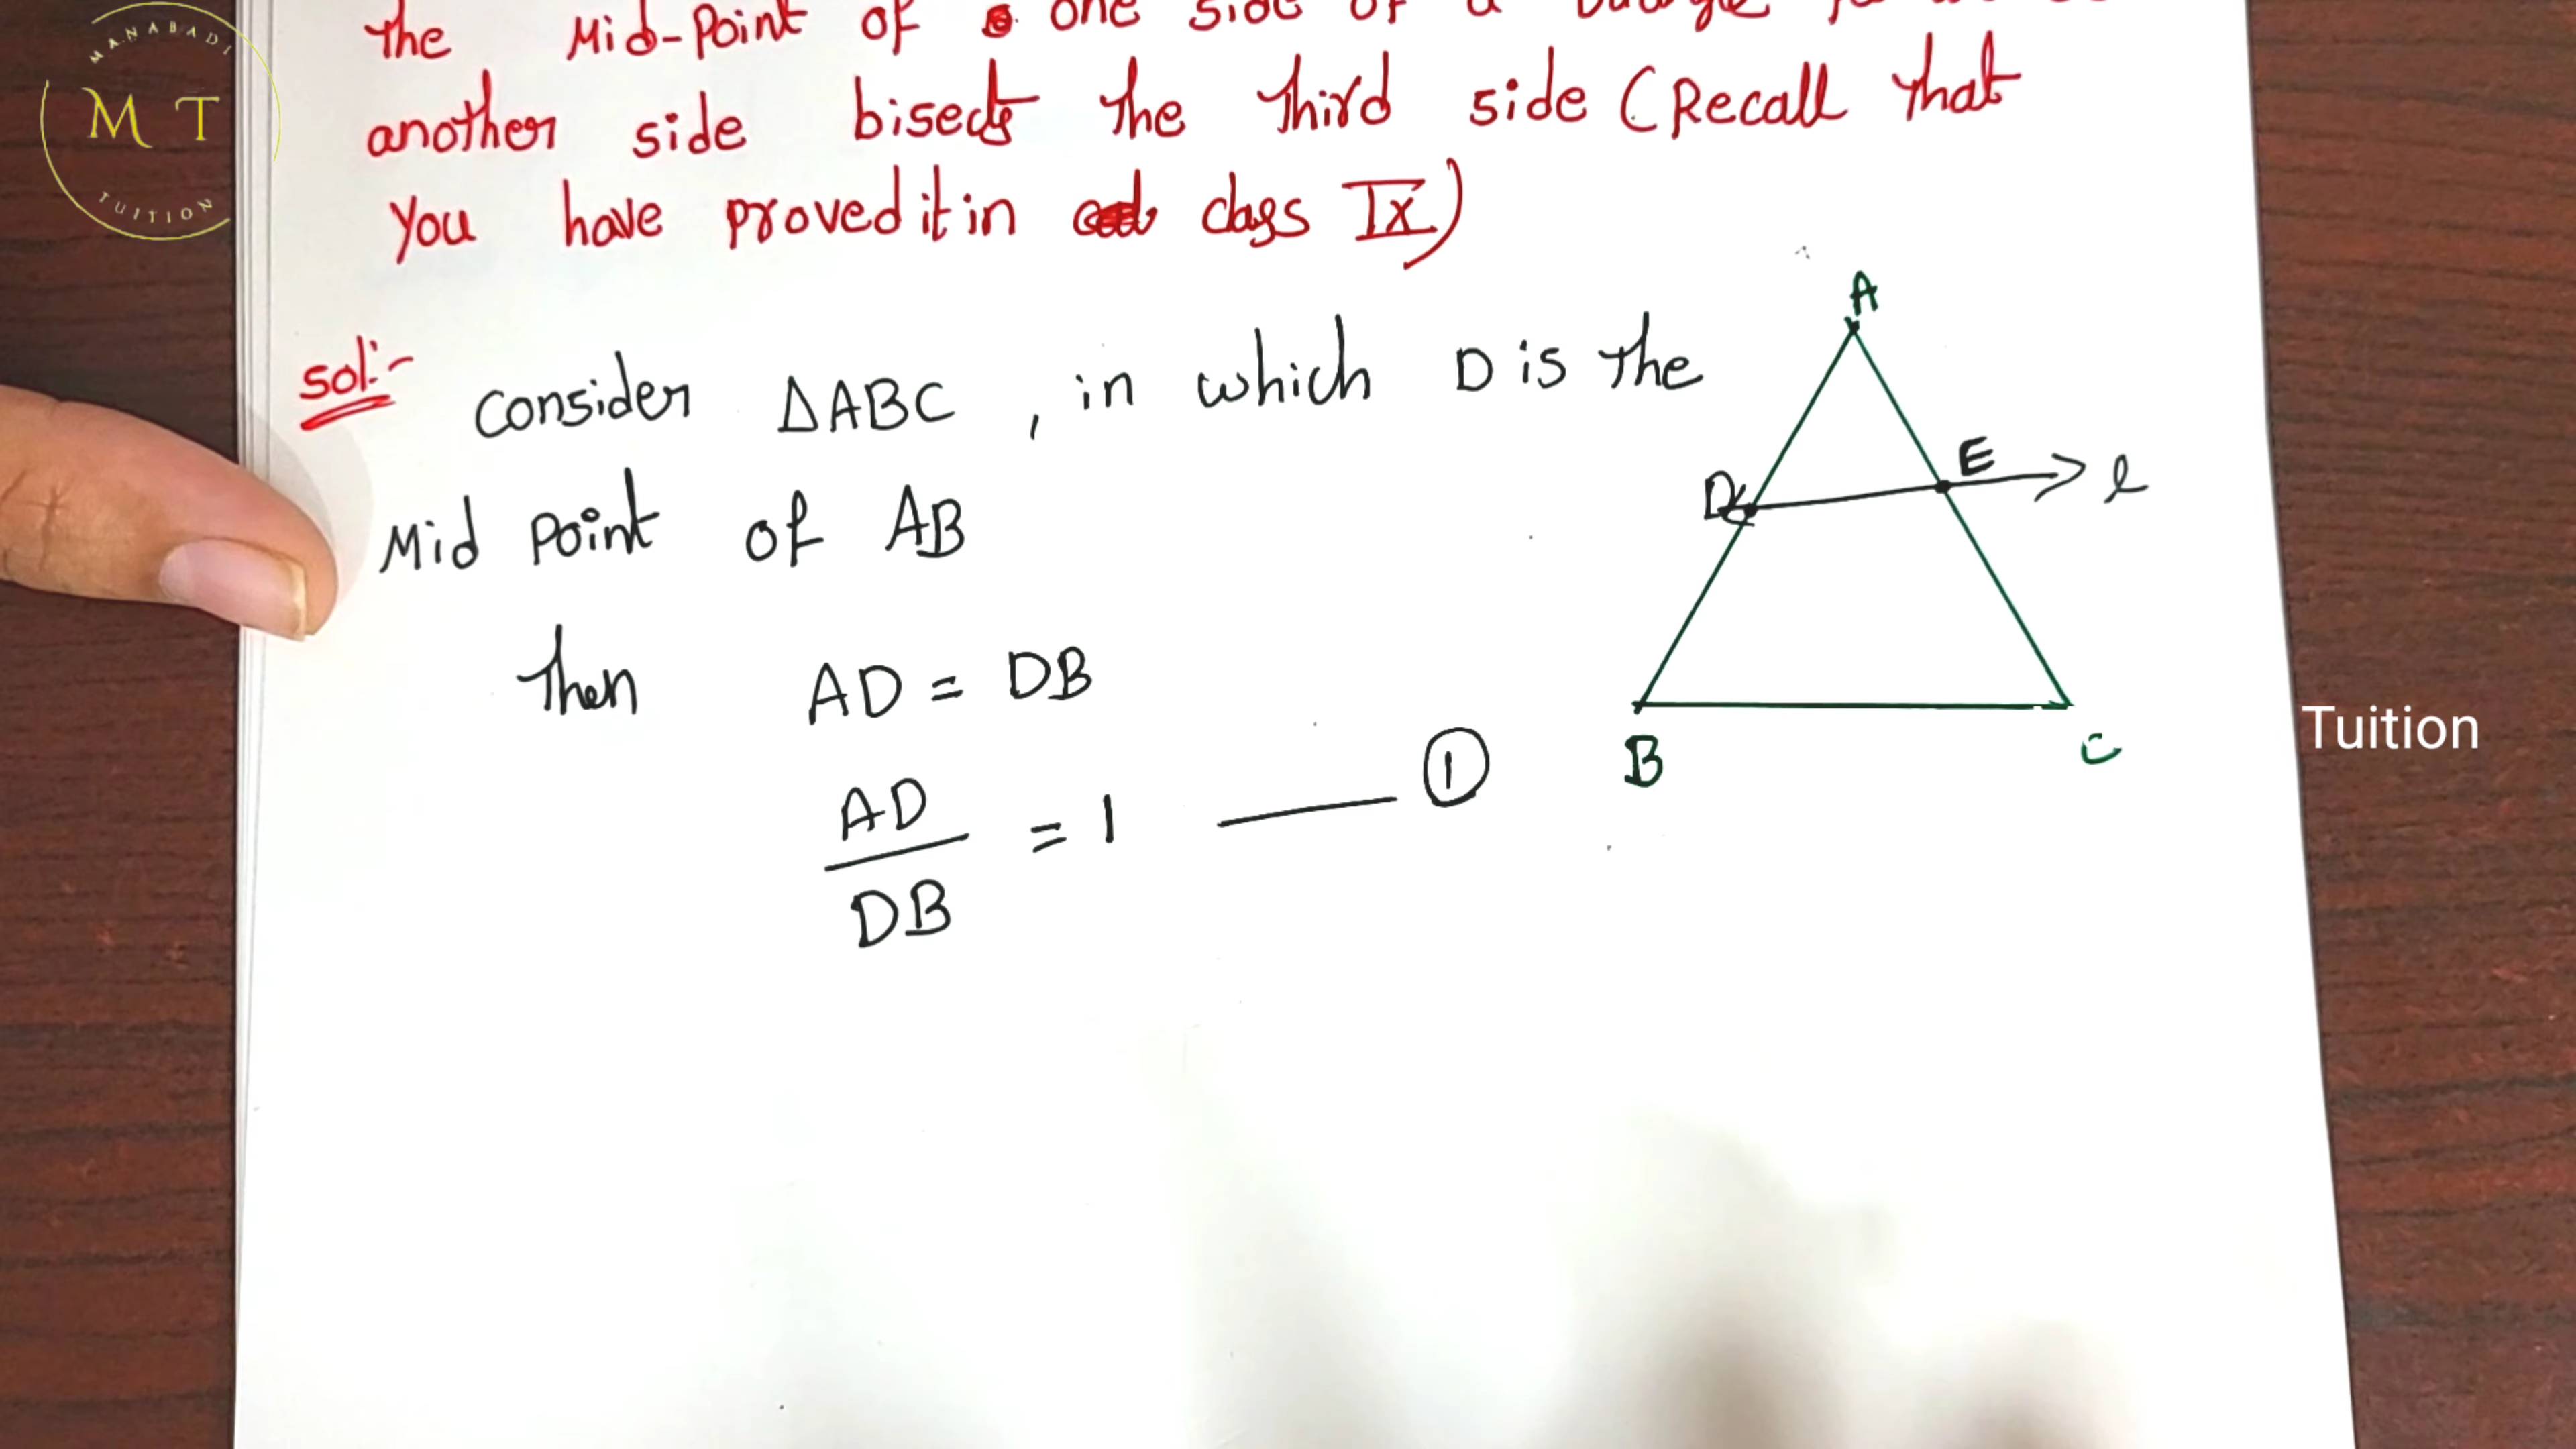 MANABADI
M T
TUITION
the Mid-Point of one side of a
another side bisects the third side (Recall that
you have proved it in class IX)
Sol:-
Consider ΔABC, in which D is the
Mid Point of AB
Then AD = DB
AD
DB
= 1 —— ①
A
D
E
l
B
C
Tuition